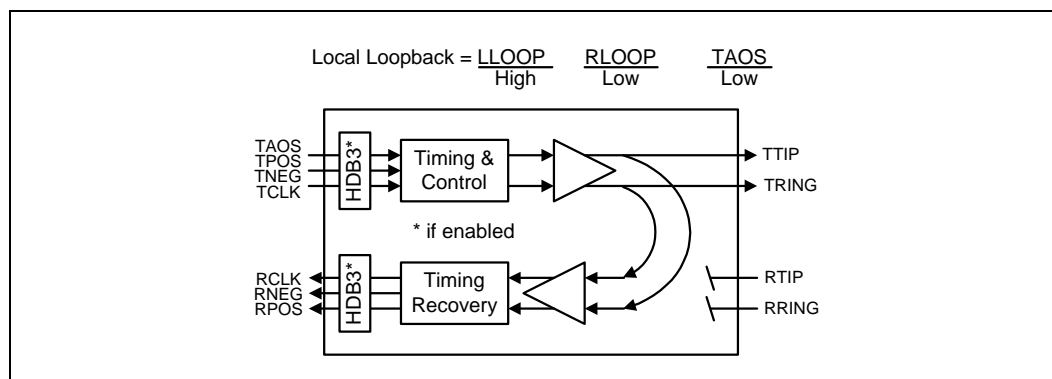 Local Loopback = LLOOP RLOOP TAOS
High Low Low
TAOS
TPOS
TNEG
TCLK
HDB3*
Timing &
Control
TTIP
TRING
* if enabled
RCLK
RNEG
RPOS
HDB3*
Timing
Recovery
RTIP
RRING